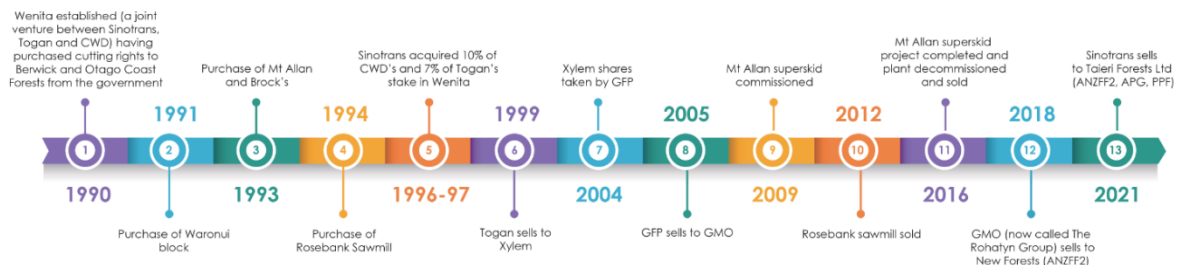 Wenita established (a joint
venture between Sinotrans,
Togan and CWD) having
purchased cutting rights to
Berwick and Otago Coast
Forests from the government
1
1990
1991
2
Purchase of Waronui
block
Purchase of Mt Allan
and Brock's
3
1993
1994
4
Purchase of
Rosebank Sawmill
Sinotrans acquired 10% of
CWD's and 7% of Togan's
stake in Wenita
5
1996-97
1999
6
Togan sells to
Xylem
Xylem shares
taken by GFP
7
2004
2005
8
GFP sells to GMO
Mt Allan superskid
commissioned
9
2009
2012
10
Rosebank sawmill sold
Mt Allan superskid
project completed and
plant decommissioned
and sold
11
2016
2018
12
GMO (now called The
Rohatyn Group) sells to
New Forests (ANZFF2)
Sinotrans sells
to Taieri Forests Ltd
(ANZFF2, APG, PPF)
13
2021